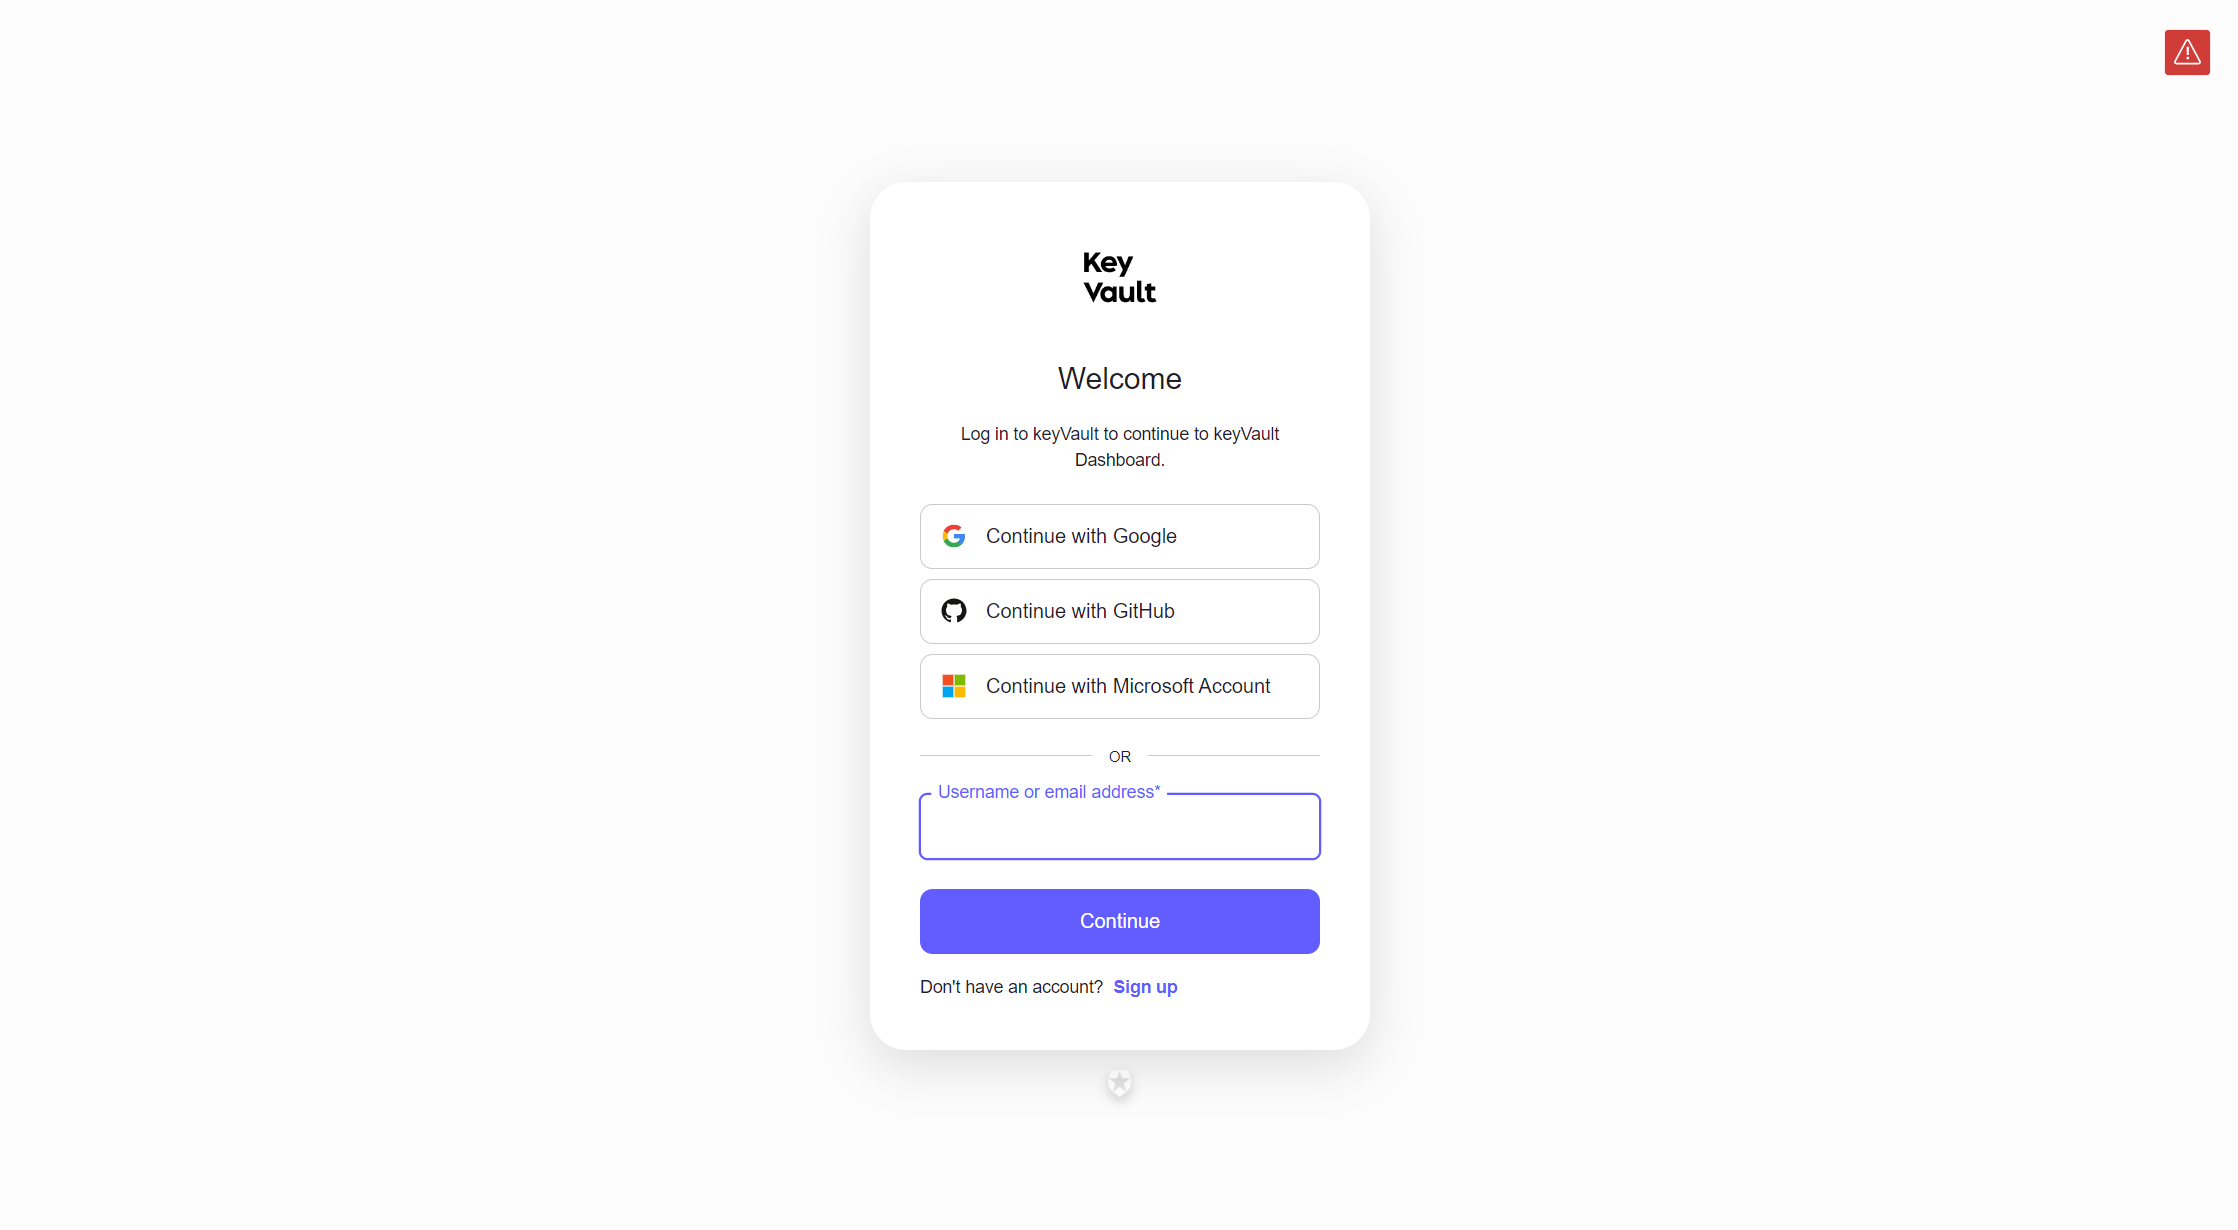 Key
Vault
Welcome
Log in to keyVault to continue to keyVault
Dashboard.
Continue with Google
Continue with GitHub
Continue with Microsoft Account
OR
Username or email address*
Continue
Don't have an account? Sign up